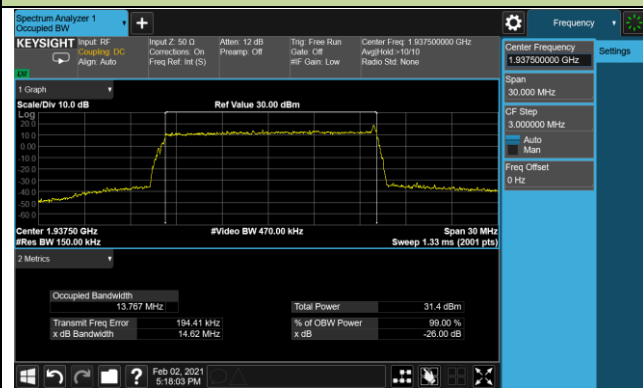 Spectrum Analyzer 1
Occupied BW
Frequency
KEYSIGHT
Input: RF
Coupling: DC
Align: Auto
Input Z: 50 Ω
Corrections: On
Freq Ref: Int (S)
Atten: 12 dB
Preamp: Off
Trig: Free Run
Gate: Off
#IF Gain: Low
Center Freq: 1.937500000 GHz
Avg|Hold:>10/10
Radio Std: None
LXI
Center Frequency
1.937500000 GHz
Settings
Span
30.000 MHz
CF Step
3.000000 MHz
Auto
Man
Freq Offset
0 Hz
1 Graph
Scale/Div 10.0 dB
Ref Value 30.00 dBm
Log
20.0
10.0
0.00
-10.0
-20.0
-30.0
-40.0
-50.0
-60.0
Center 1.93750 GHz
#Video BW 470.00 kHz
Span 30 MHz
#Res BW 150.00 kHz
Sweep 1.33 ms (2001 pts)
2 Metrics
Occupied Bandwidth
13.767 MHz
Total Power
31.4 dBm
Transmit Freq Error
194.41 kHz
% of OBW Power
99.00 %
x dB Bandwidth
14.62 MHz
x dB
-26.00 dB
?
Feb 02, 2021
5:18:03 PM